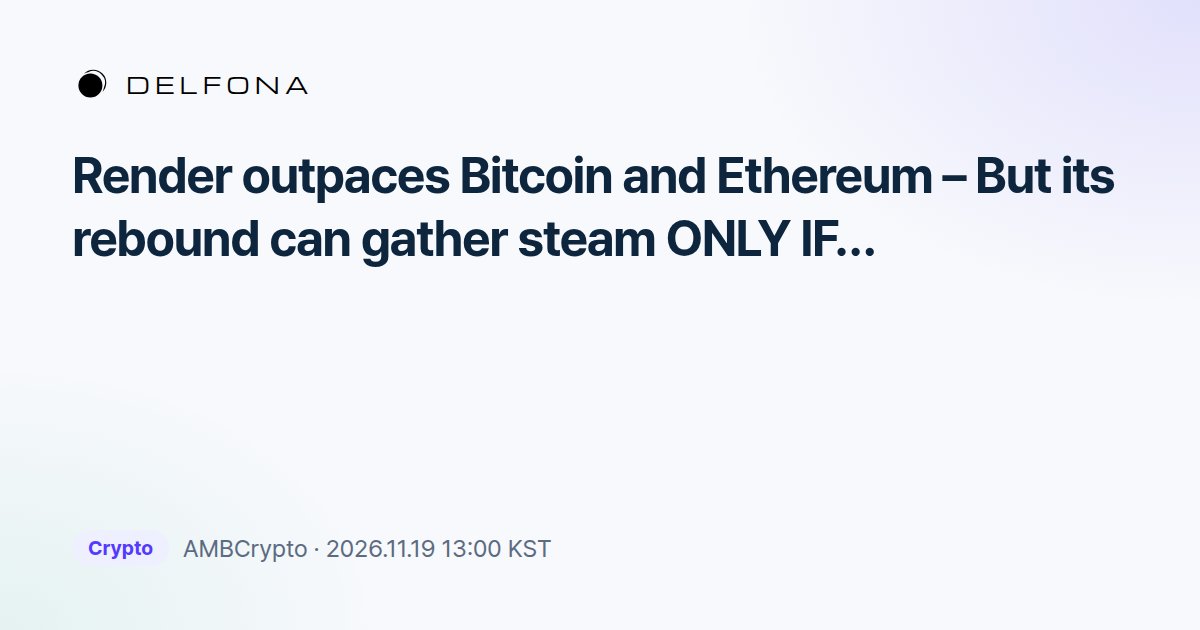 DELFONA
Render outpaces Bitcoin and Ethereum – But its
rebound can gather steam ONLY IF...
Crypto AMBCrypto · 2026.11.19 13:00 KST